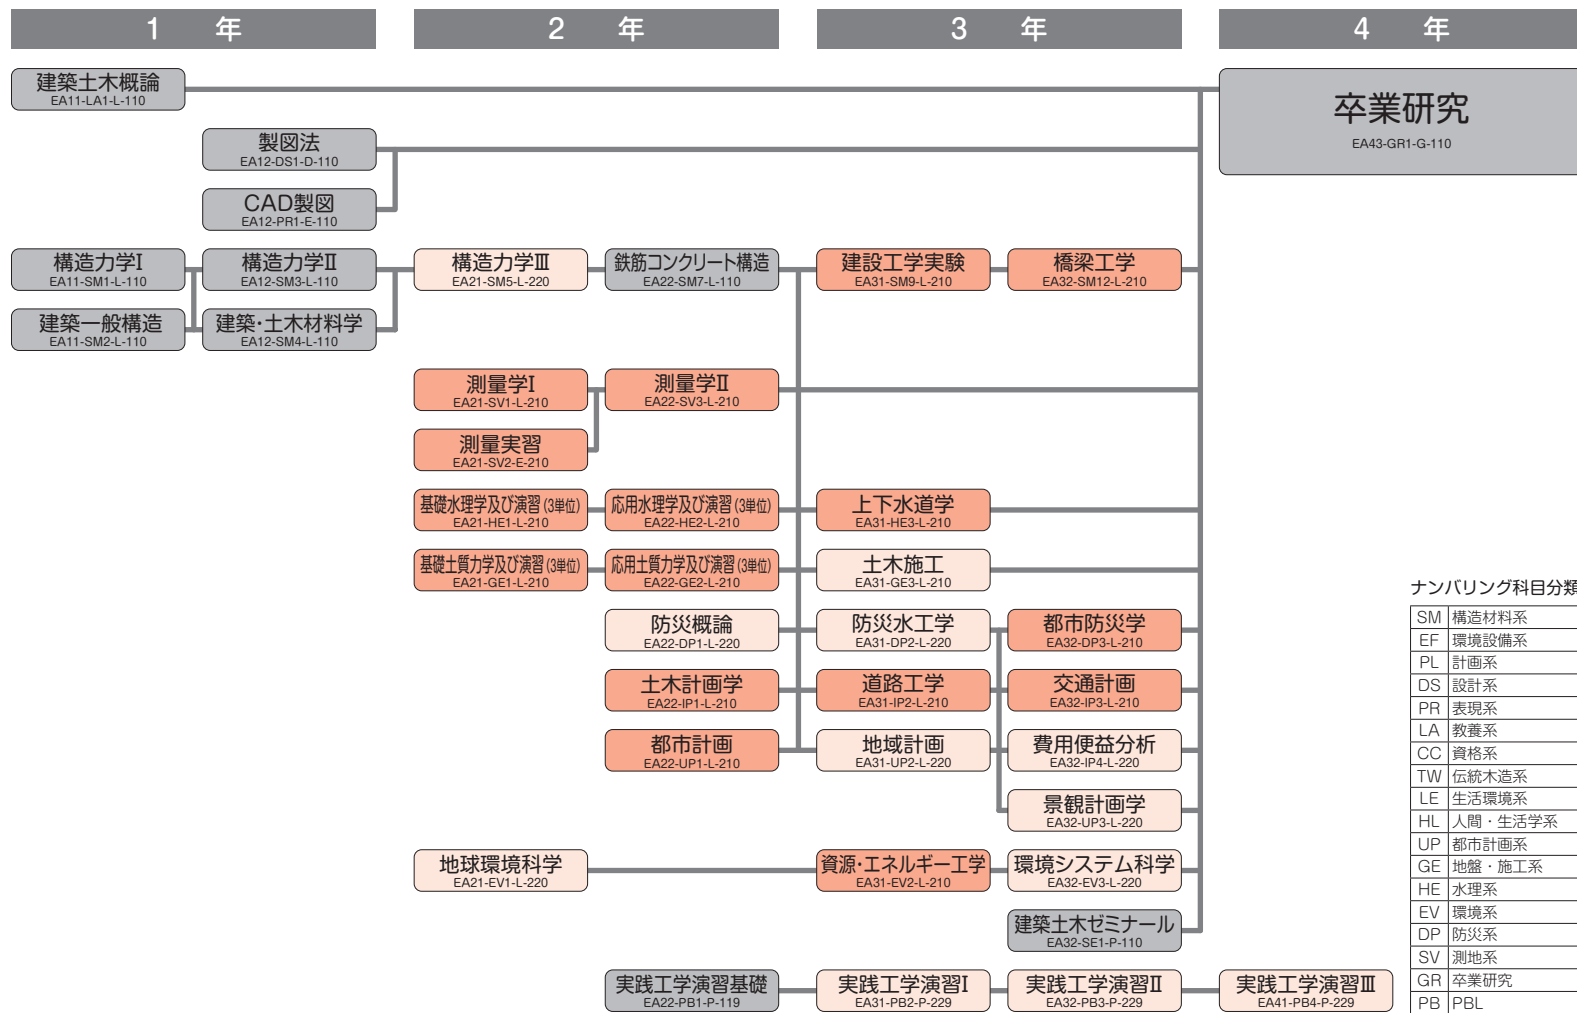 1 年
2 年
3 年
4 年
建築土木概論
EA11-LA1-L-110
卒業研究
EA43-GR1-G-110
製図法
EA12-DS1-D-110
CAD製図
EA12-PR1-E-110
構造力学Ⅰ
EA11-SM1-L-110
構造力学Ⅱ
EA12-SM3-L-110
構造力学Ⅲ
EA21-SM5-L-220
鉄筋コンクリート構造
EA22-SM7-L-110
建設工学実験
EA31-SM9-L-210
橋梁工学
EA32-SM12-L-210
建築一般構造
EA11-SM2-L-110
建築・土木材料学
EA12-SM4-L-110
測量学Ⅰ
EA21-SV1-L-210
測量学Ⅱ
EA22-SV3-L-210
測量実習
EA21-SV2-E-210
基礎水理学及び演習(3単位)
EA21-HE1-L-210
応用水理学及び演習(3単位)
EA22-HE2-L-210
上下水道学
EA31-HE3-L-210
基礎土質力学及び演習(3単位)
EA21-GE1-L-210
応用土質力学及び演習(3単位)
EA22-GE2-L-210
土木施工
EA31-GE3-L-210
防災概論
EA22-DP1-L-220
防災水工学
EA31-DP2-L-220
都市防災学
EA32-DP3-L-210
土木計画学
EA22-IP1-L-210
道路工学
EA31-IP2-L-210
交通計画
EA32-IP3-L-210
都市計画
EA22-UP1-L-210
地域計画
EA31-UP2-L-220
費用便益分析
EA32-IP4-L-220
景観計画学
EA32-UP3-L-220
地球環境科学
EA21-EV1-L-220
資源・エネルギー工学
EA31-EV2-L-210
環境システム科学
EA32-EV3-L-220
建築土木ゼミナール
EA32-SE1-P-110
実践工学演習基礎
EA22-PB1-P-119
実践工学演習Ⅰ
EA31-PB2-P-229
実践工学演習Ⅱ
EA32-PB3-P-229
実践工学演習Ⅲ
EA41-PB4-P-229
ナンバリング科目分類
SM 構造材料系
EF 環境設備系
PL 計画系
DS 設計系
PR 表現系
LA 教養系
CC 資格系
TW 伝統木造系
LE 生活環境系
HL 人間・生活学系
UP 都市計画系
GE 地盤・施工系
HE 水理系
EV 環境系
DP 防災系
SV 測地系
GR 卒業研究
PB PBL